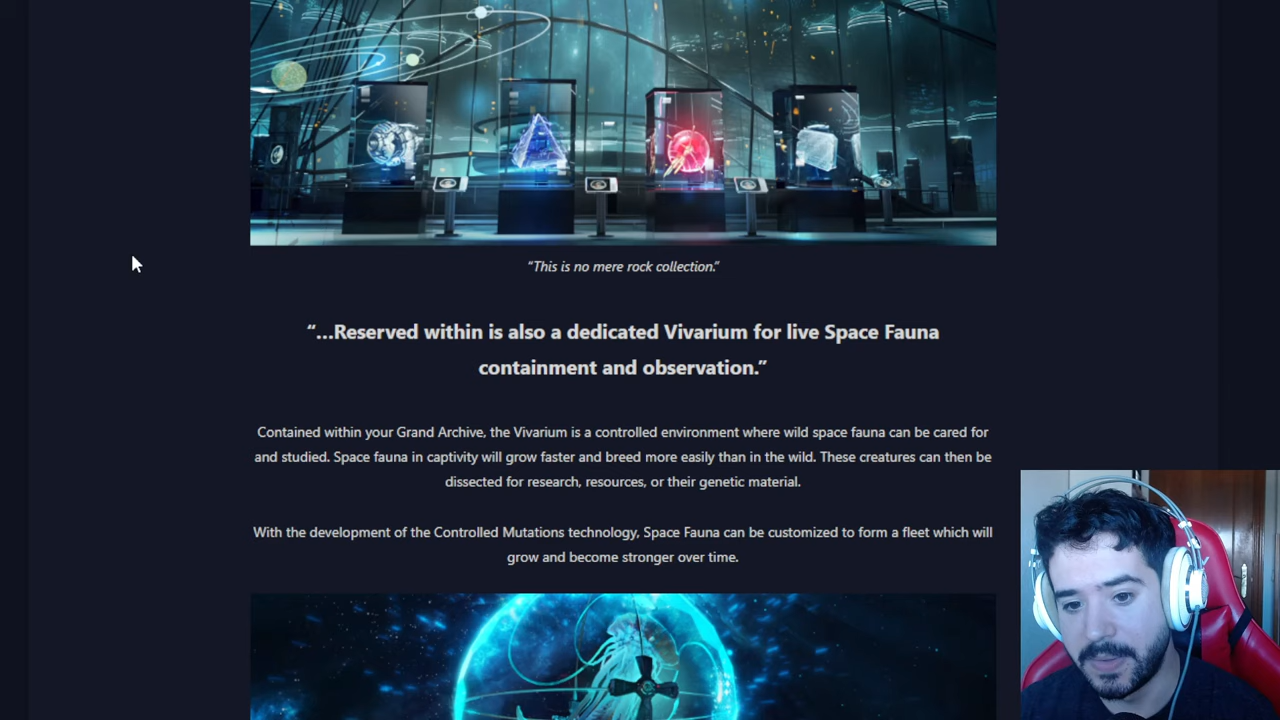 “This is no mere rock collection.”
“…Reserved within is also a dedicated Vivarium for live Space Fauna
containment and observation.”
Contained within your Grand Archive, the Vivarium is a controlled environment where wild space fauna can be cared for
and studied. Space fauna in captivity will grow faster and breed more easily than in the wild. These creatures can then be
dissected for research, resources, or their genetic material.
With the development of the Controlled Mutations technology, Space Fauna can be customized to form a fleet which will
grow and become stronger over time.